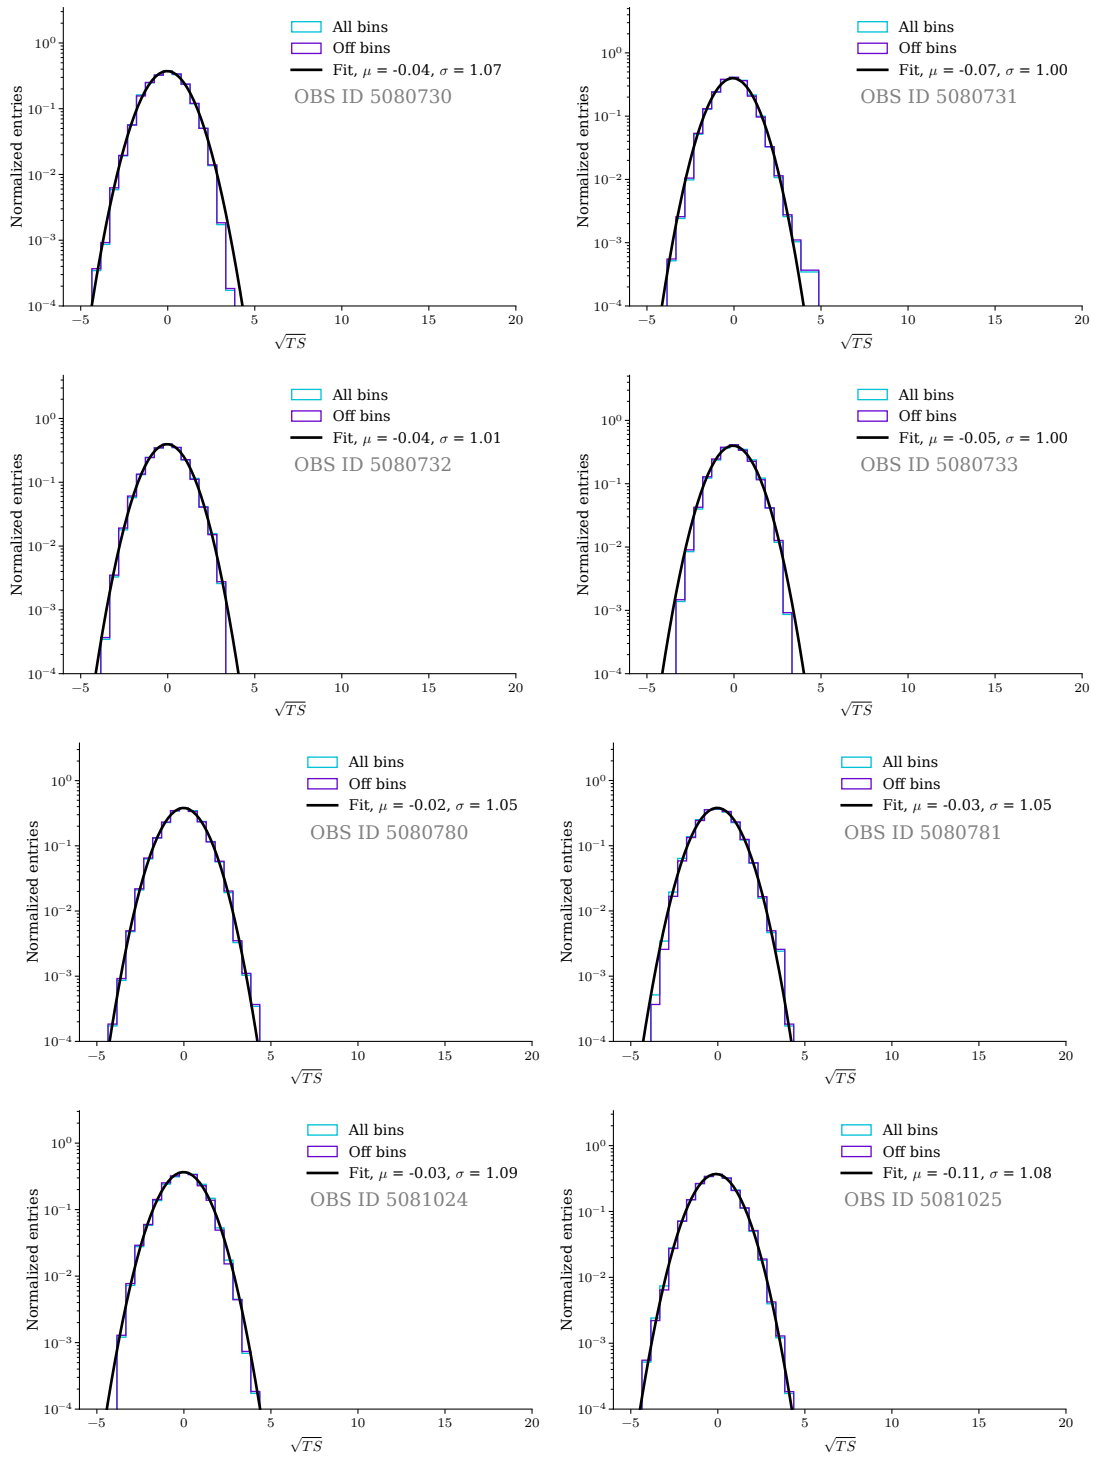 All bins
Off bins
Fit, μ = -0.04, σ = 1.07
OBS ID 5080730
Normalized entries
10⁰
10⁻¹
10⁻²
10⁻³
10⁻⁴
−5 0 5 10 15 20
√TS
All bins
Off bins
Fit, μ = -0.07, σ = 1.00
OBS ID 5080731
Normalized entries
10⁰
10⁻¹
10⁻²
10⁻³
10⁻⁴
−5 0 5 10 15 20
√TS
All bins
Off bins
Fit, μ = -0.04, σ = 1.01
OBS ID 5080732
Normalized entries
10⁰
10⁻¹
10⁻²
10⁻³
10⁻⁴
−5 0 5 10 15 20
√TS
All bins
Off bins
Fit, μ = -0.05, σ = 1.00
OBS ID 5080733
Normalized entries
10⁰
10⁻¹
10⁻²
10⁻³
10⁻⁴
−5 0 5 10 15 20
√TS
All bins
Off bins
Fit, μ = -0.02, σ = 1.05
OBS ID 5080780
Normalized entries
10⁰
10⁻¹
10⁻²
10⁻³
10⁻⁴
−5 0 5 10 15 20
√TS
All bins
Off bins
Fit, μ = -0.03, σ = 1.05
OBS ID 5080781
Normalized entries
10⁰
10⁻¹
10⁻²
10⁻³
10⁻⁴
−5 0 5 10 15 20
√TS
All bins
Off bins
Fit, μ = -0.03, σ = 1.09
OBS ID 5081024
Normalized entries
10⁰
10⁻¹
10⁻²
10⁻³
10⁻⁴
−5 0 5 10 15 20
√TS
All bins
Off bins
Fit, μ = -0.11, σ = 1.08
OBS ID 5081025
Normalized entries
10⁰
10⁻¹
10⁻²
10⁻³
10⁻⁴
−5 0 5 10 15 20
√TS